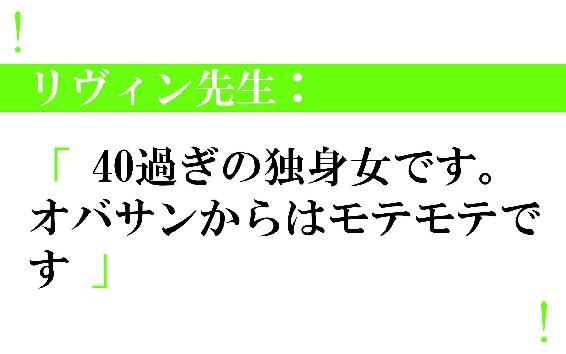 ！
リヴィン先生：
「 40過ぎの独身女です。
オバサンからはモテモテで
す 」
！